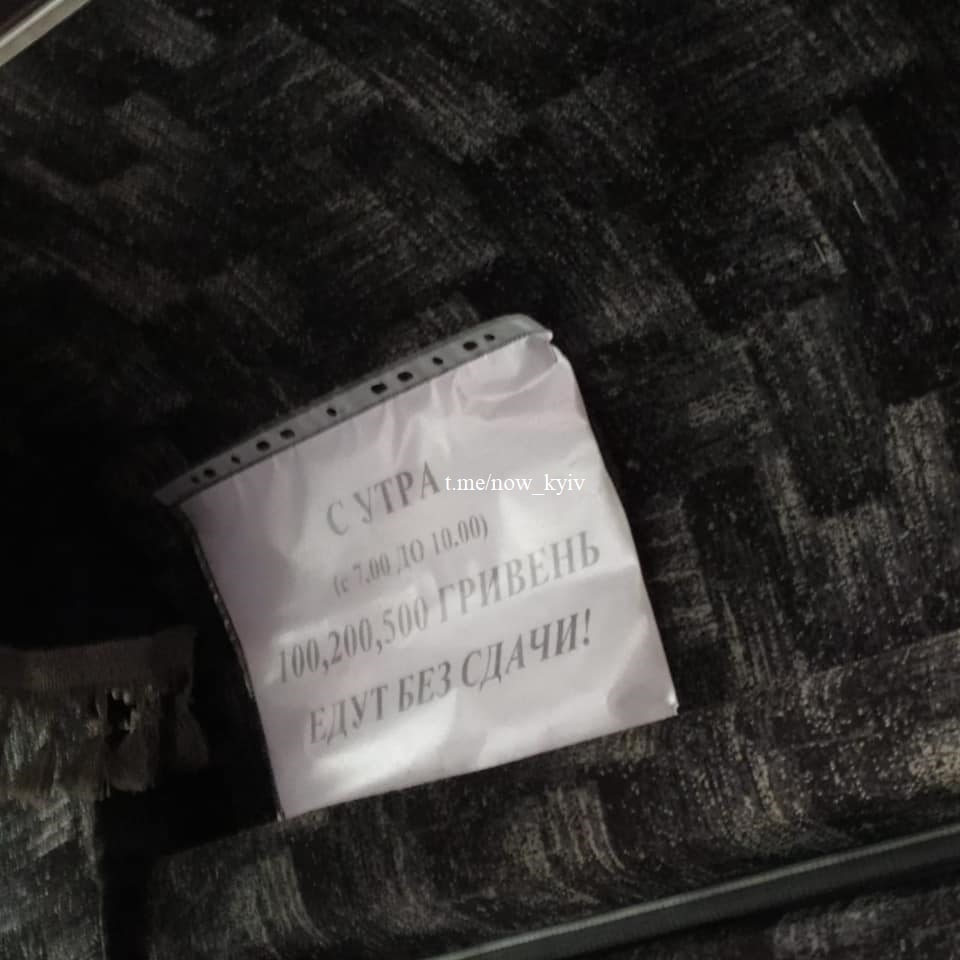 С УТРА
t.me/now_kyiv
(с 7.00 ДО 10.00)
100,200,500 ГРИВЕНЬ
ЕДУТ БЕЗ СДАЧИ!